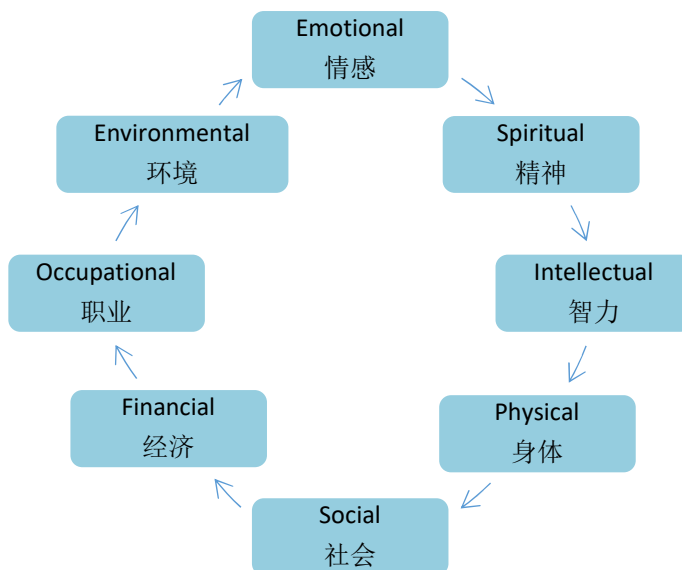 Emotional
情感
Spiritual
精神
Intellectual
智力
Physical
身体
Social
社会
Financial
经济
Occupational
职业
Environmental
环境